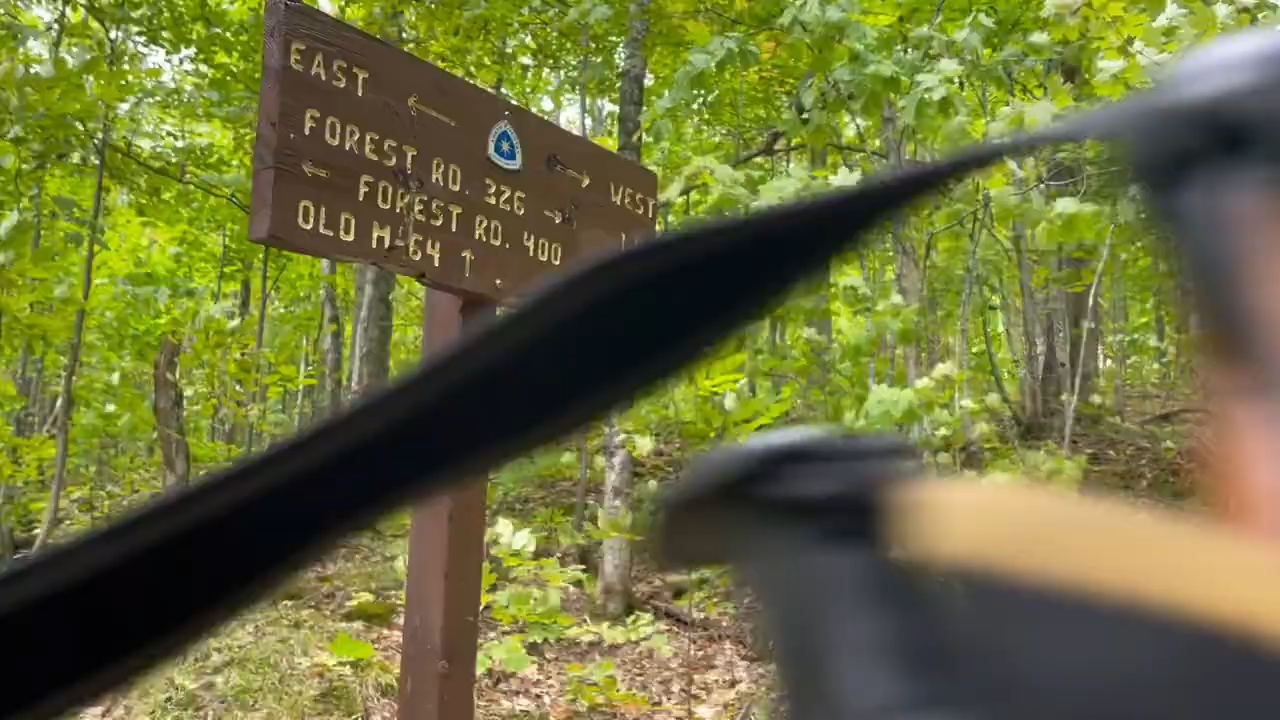 EAST ← → WEST
FOREST RD. 326 →
← FOREST RD. 400
OLD M-64 ↑